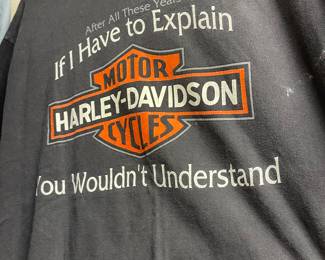 After All These Years
If I Have to Explain
MOTOR
HARLEY-DAVIDSON
CYCLES
You Wouldn't Understand